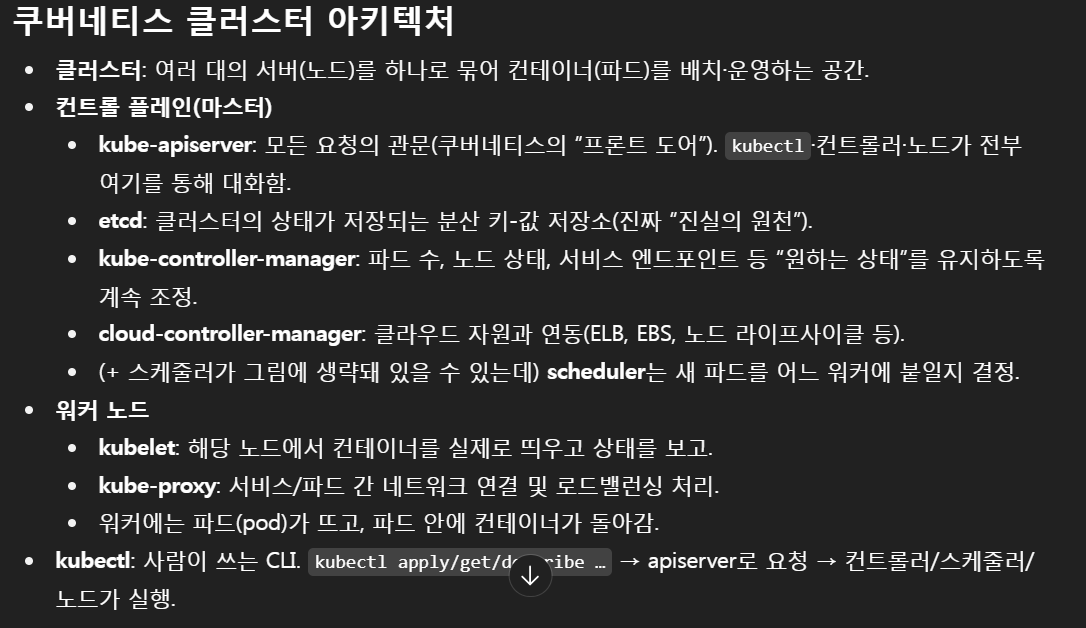 쿠버네티스 클러스터 아키텍처
클러스터: 여러 대의 서버(노드)를 하나로 묶어 컨테이너(파드)를 배치·운영하는 공간.
컨트롤 플레인(마스터)
kube-apiserver: 모든 요청의 관문(쿠버네티스의 “프론트 도어”). kubectl·컨트롤러·노드가 전부
여기를 통해 대화함.
etcd: 클러스터의 상태가 저장되는 분산 키-값 저장소(진짜 “진실의 원천”).
kube-controller-manager: 파드 수, 노드 상태, 서비스 엔드포인트 등 “원하는 상태”를 유지하도록
계속 조정.
cloud-controller-manager: 클라우드 자원과 연동(ELB, EBS, 노드 라이프사이클 등).
(+ 스케줄러가 그림에 생략돼 있을 수 있는데) scheduler는 새 파드를 어느 워커에 붙일지 결정.
워커 노드
kubelet: 해당 노드에서 컨테이너를 실제로 띄우고 상태를 보고.
kube-proxy: 서비스/파드 간 네트워크 연결 및 로드밸런싱 처리.
워커에는 파드(pod)가 뜨고, 파드 안에 컨테이너가 돌아감.
kubectl: 사람이 쓰는 CLI. kubectl apply/get/ … → apiserver로 요청 → 컨트롤러/스케줄러/
노드가 실행.